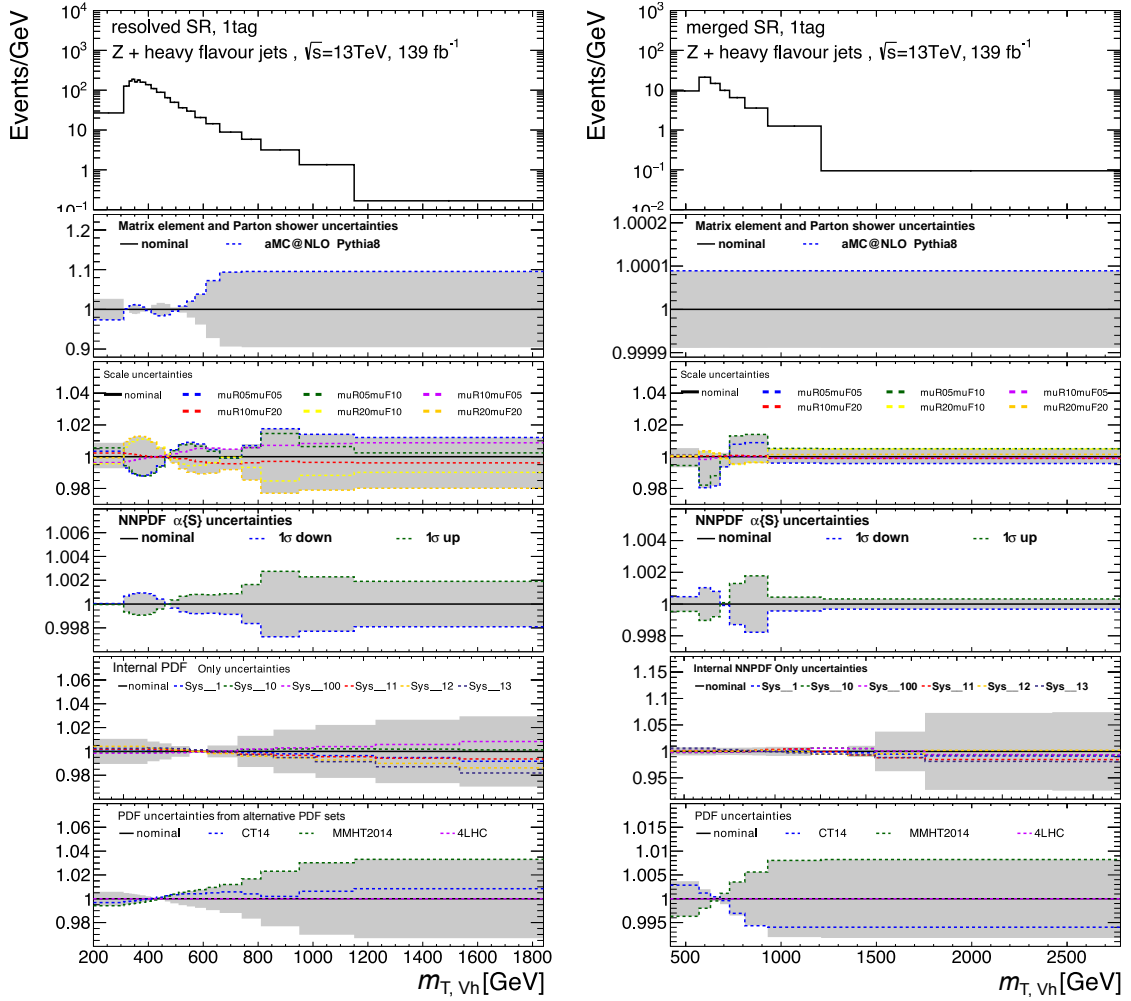 resolved SR, 1tag
Z + heavy flavour jets , √s=13TeV, 139 fb⁻¹
Events/GeV
10⁴
10³
10²
10
1
10⁻¹
Matrix element and Parton shower uncertainties
nominal aMC@NLO Pythia8
1.2
1.1
1
0.9
Scale uncertainties
nominal muR05muF05 muR05muF10 muR10muF05
muR10muF20 muR20muF10 muR20muF20
1.04
1.02
1
0.98
NNPDF α{S} uncertainties
nominal 1σ down 1σ up
1.006
1.004
1.002
1
0.998
Internal PDF Only uncertainties
nominal Sys__1 Sys__10 Sys__100 Sys__11 Sys__12 Sys__13
1.06
1.04
1.02
1
0.98
PDF uncertainties from alternative PDF sets
nominal CT14 MMHT2014 4LHC
1.06
1.04
1.02
1
0.98
200 400 600 800 1000 1200 1400 1600 1800
m_T, Vh [GeV]
merged SR, 1tag
Z + heavy flavour jets , √s=13TeV, 139 fb⁻¹
Events/GeV
10³
10²
10
1
10⁻¹
10⁻²
Matrix element and Parton shower uncertainties
nominal aMC@NLO Pythia8
1.0002
1.0001
1
0.9999
Scale uncertainties
nominal muR05muF05 muR05muF10 muR10muF05
muR10muF20 muR20muF10 muR20muF20
1.04
1.02
1
0.98
NNPDF α{S} uncertainties
nominal 1σ down 1σ up
1.004
1.002
1
0.998
Internal NNPDF Only uncertainties
nominal Sys__1 Sys__10 Sys__100 Sys__11 Sys__12 Sys__13
1.15
1.1
1.05
1
0.95
PDF uncertainties
nominal CT14 MMHT2014 4LHC
1.015
1.01
1.005
1
0.995
500 1000 1500 2000 2500
m_T, Vh [GeV]